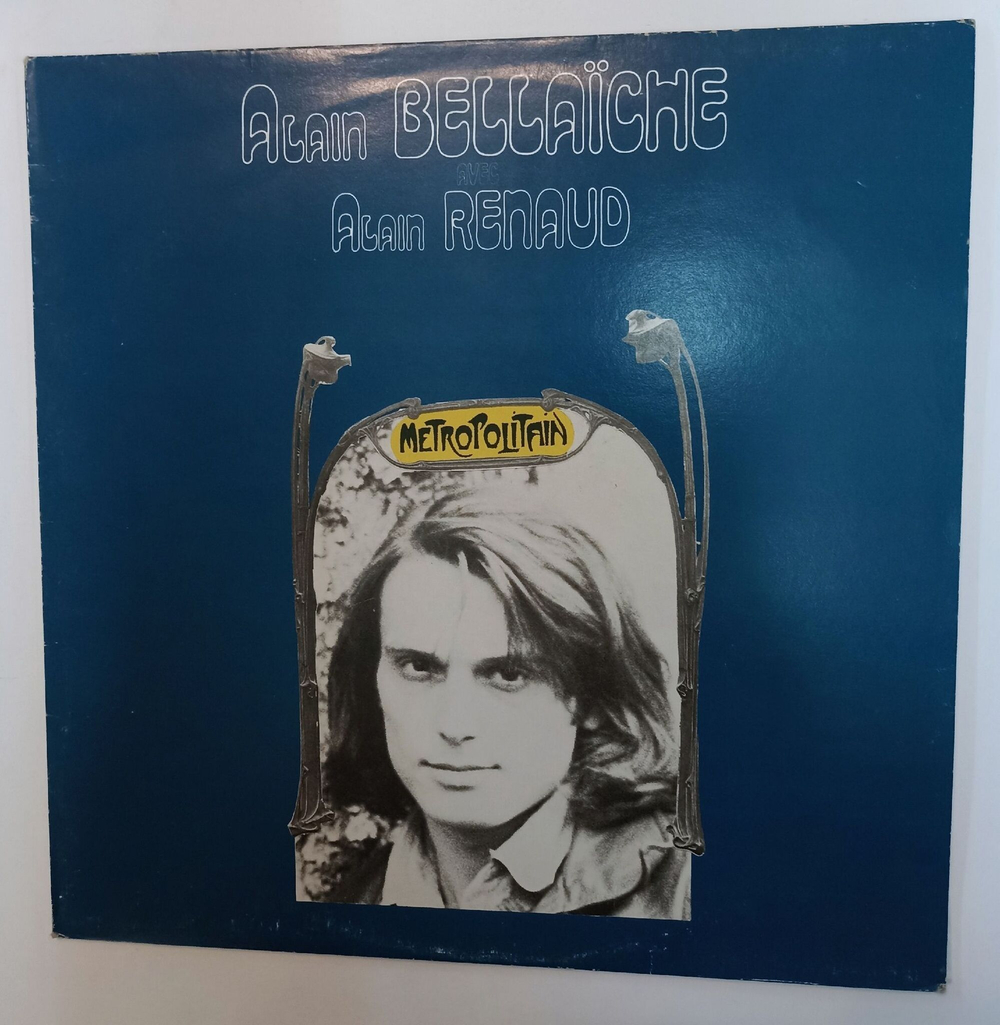 Alain BELLAÏCHE
AVEC
Alain RENAUD
METROPOLITAIN